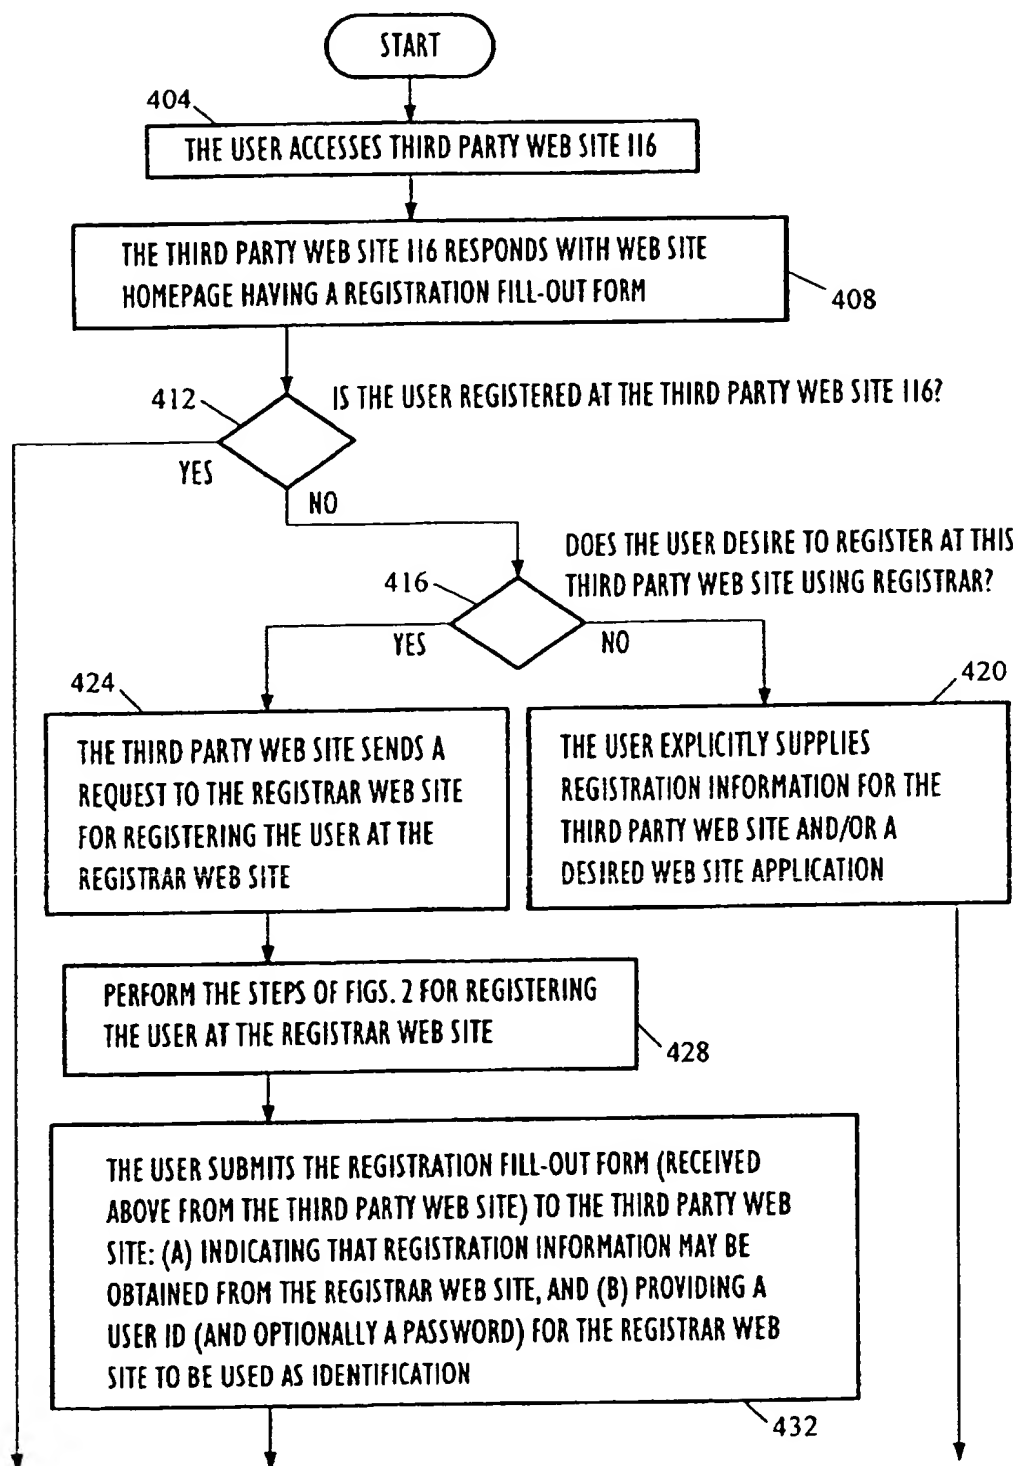 START
404
THE USER ACCESSES THIRD PARTY WEB SITE 116
THE THIRD PARTY WEB SITE 116 RESPONDS WITH WEB SITE
HOMEPAGE HAVING A REGISTRATION FILL-OUT FORM
408
412
IS THE USER REGISTERED AT THE THIRD PARTY WEB SITE 116?
YES
NO
DOES THE USER DESIRE TO REGISTER AT THIS
THIRD PARTY WEB SITE USING REGISTRAR?
416
YES
NO
424
420
THE THIRD PARTY WEB SITE SENDS A
REQUEST TO THE REGISTRAR WEB SITE
FOR REGISTERING THE USER AT THE
REGISTRAR WEB SITE
THE USER EXPLICITLY SUPPLIES
REGISTRATION INFORMATION FOR THE
THIRD PARTY WEB SITE AND/OR A
DESIRED WEB SITE APPLICATION
PERFORM THE STEPS OF FIGS. 2 FOR REGISTERING
THE USER AT THE REGISTRAR WEB SITE
428
THE USER SUBMITS THE REGISTRATION FILL-OUT FORM (RECEIVED
ABOVE FROM THE THIRD PARTY WEB SITE) TO THE THIRD PARTY WEB
SITE: (A) INDICATING THAT REGISTRATION INFORMATION MAY BE
OBTAINED FROM THE REGISTRAR WEB SITE, AND (B) PROVIDING A
USER ID (AND OPTIONALLY A PASSWORD) FOR THE REGISTRAR WEB
SITE TO BE USED AS IDENTIFICATION
432